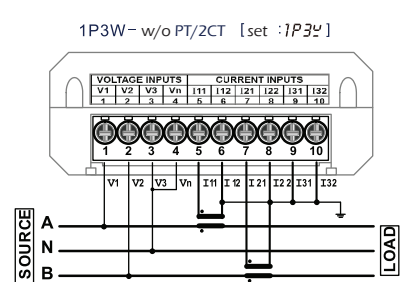 1P3W- w/o PT/2CT [set :1P3Y]
VOLTAGE INPUTS CURRENT INPUTS
V1 V2 V3 Vn I11 I12 I21 I22 I31 I32
1 2 3 4 5 6 7 8 9 10
1 2 3 4 5 6 7 8 9 10
V1 V2 V3 Vn I11 I12 I21 I22 I31 I32
SOURCE
A
N
B
LOAD